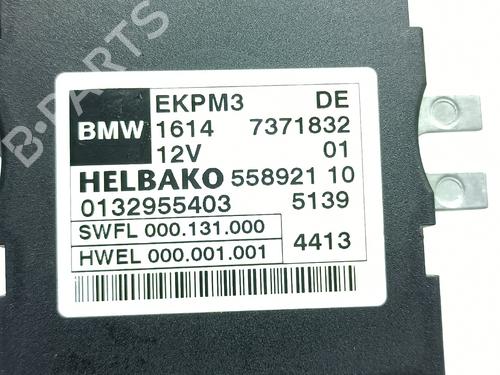 B-PARTS
EKPM3 DE
BMW 1614 7371832
12V 01
HELBAKO 558921 10
0132955403 5139
SWFL 000.131.000
HWEL 000.001.001 4413